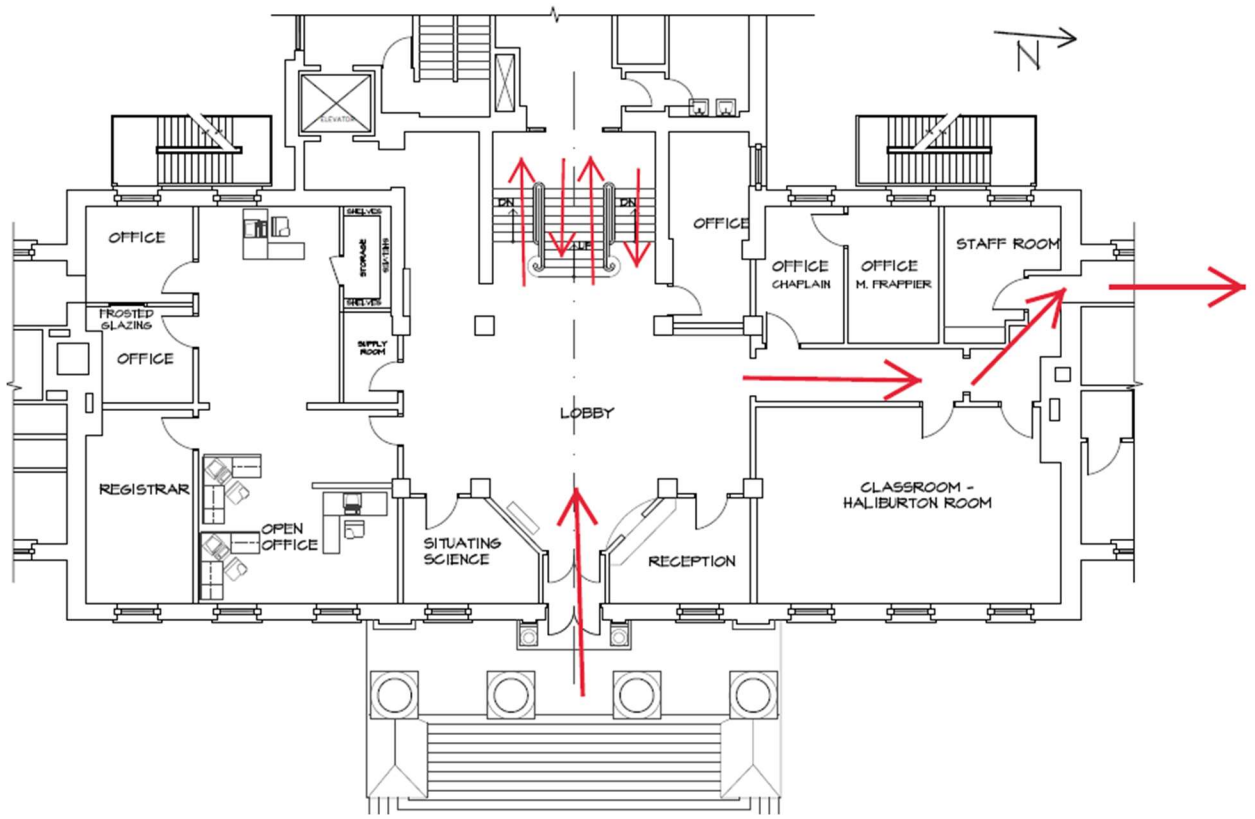 N
ELEVATOR
DN
DN
UP
OFFICE
SHELVES
STORAGE
SHELVES
SHELVES
OFFICE
STAFF ROOM
OFFICE
CHAPLAIN
OFFICE
M. FRAPPIER
FROSTED
GLAZING
OFFICE
SUPPLY
ROOM
LOBBY
REGISTRAR
OPEN
OFFICE
SITUATING
SCIENCE
RECEPTION
CLASSROOM -
HALIBURTON ROOM